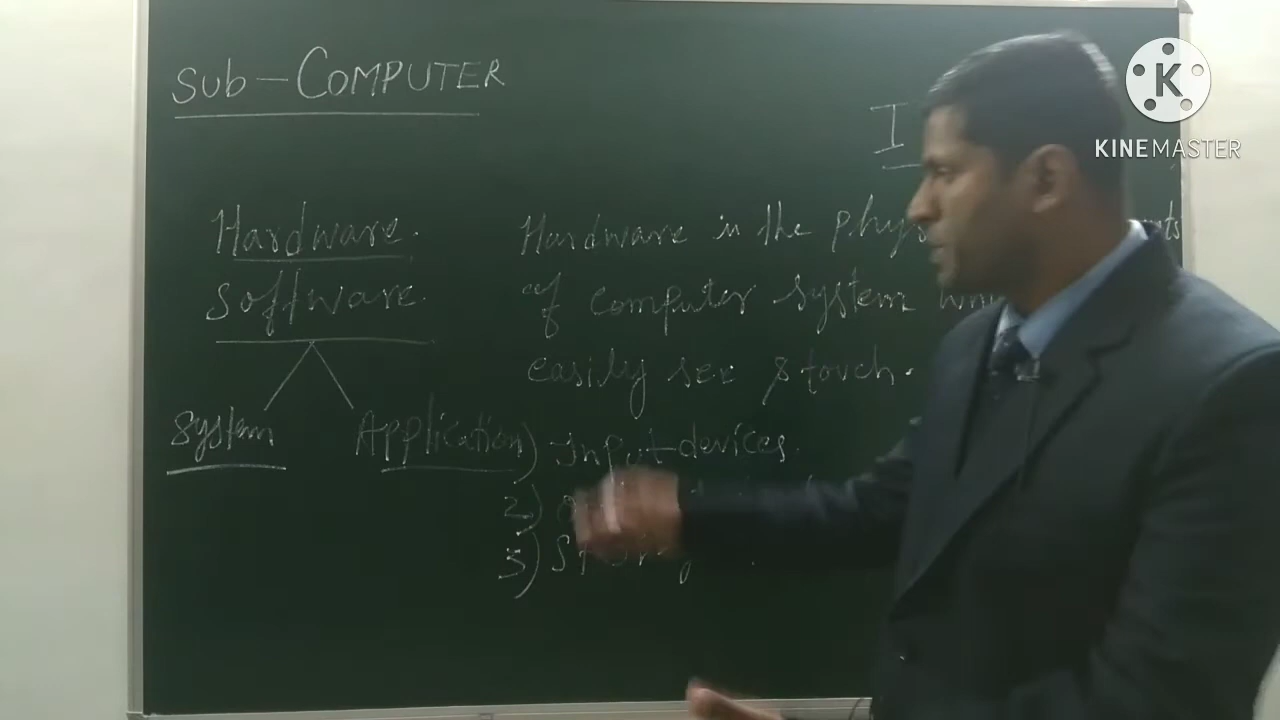 Sub - COMPUTER
I
KINEMASTER
Hardware.
Software.
System Application
Hardware in the
of computer system
easily see & touch.
1) Input devices.
2)
3)